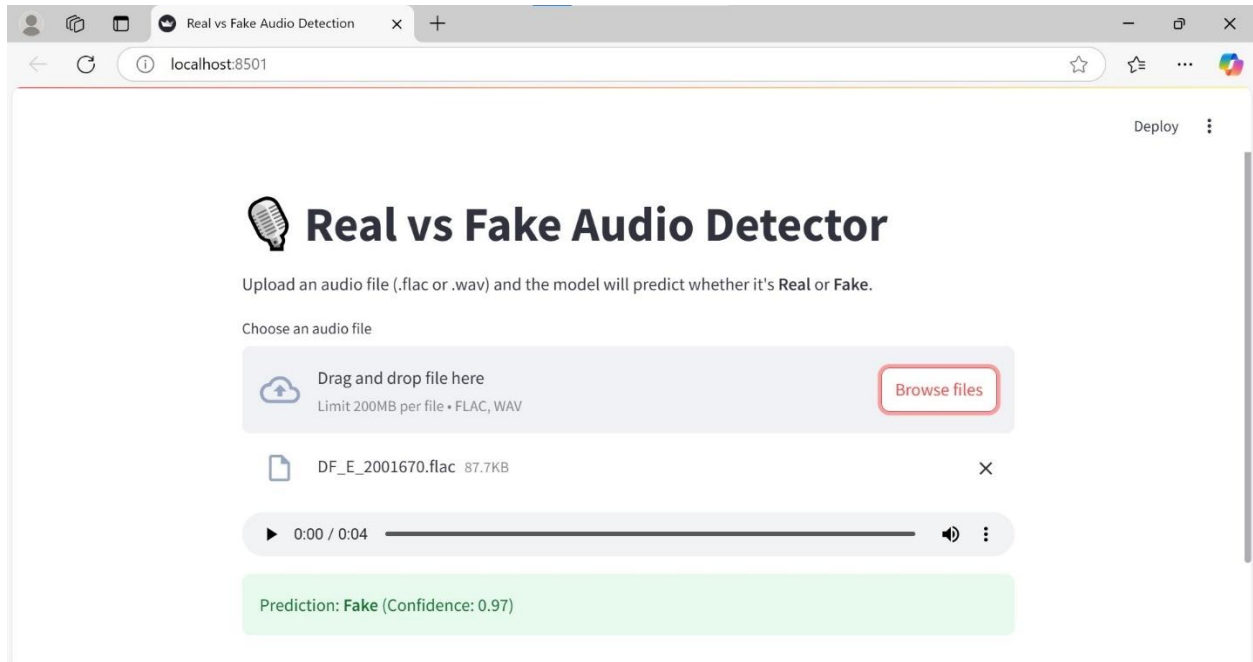 Real vs Fake Audio Detection
localhost:8501
Deploy
Real vs Fake Audio Detector
Upload an audio file (.flac or .wav) and the model will predict whether it's Real or Fake.
Choose an audio file
Drag and drop file here
Limit 200MB per file • FLAC, WAV
Browse files
DF_E_2001670.flac 87.7KB
0:00 / 0:04
Prediction: Fake (Confidence: 0.97)